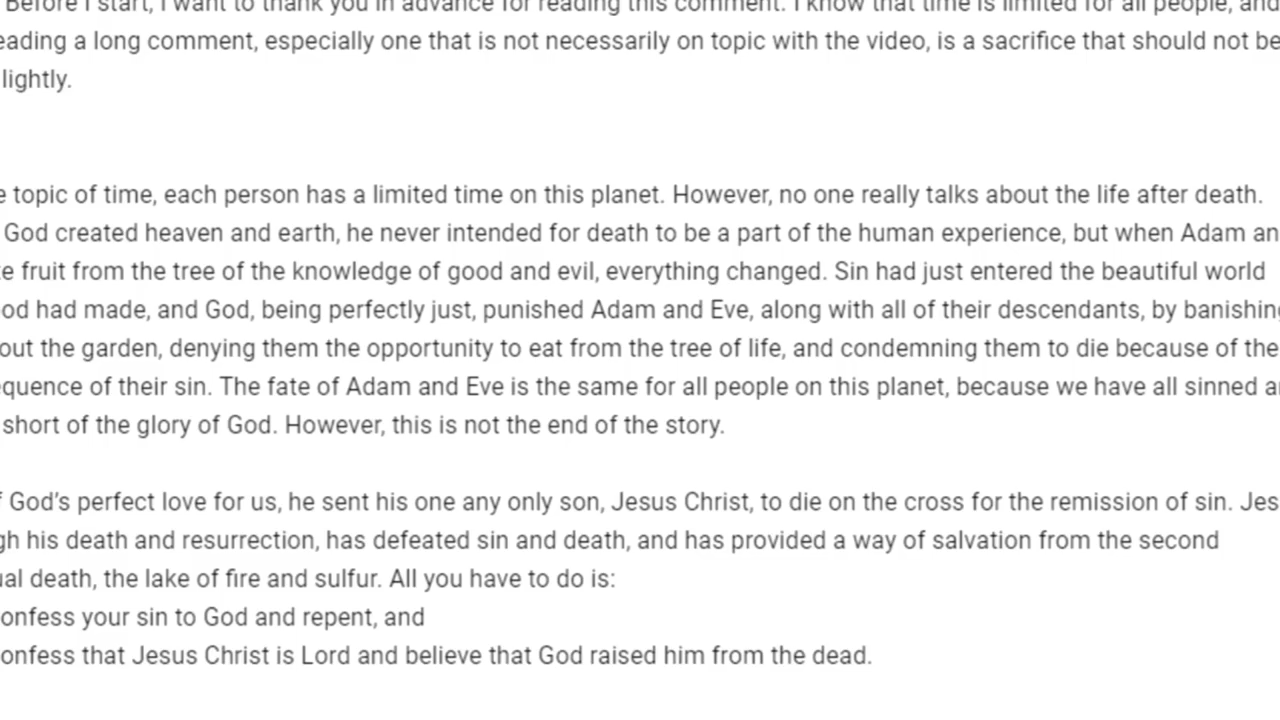 Before I start, I want to thank you in advance for reading this comment. I know that time is limited for all people, and
eading a long comment, especially one that is not necessarily on topic with the video, is a sacrifice that should not be
lightly.
e topic of time, each person has a limited time on this planet. However, no one really talks about the life after death.
God created heaven and earth, he never intended for death to be a part of the human experience, but when Adam an
te fruit from the tree of the knowledge of good and evil, everything changed. Sin had just entered the beautiful world
od had made, and God, being perfectly just, punished Adam and Eve, along with all of their descendants, by banishing
out the garden, denying them the opportunity to eat from the tree of life, and condemning them to die because of the
quence of their sin. The fate of Adam and Eve is the same for all people on this planet, because we have all sinned a
short of the glory of God. However, this is not the end of the story.
f God's perfect love for us, he sent his one any only son, Jesus Christ, to die on the cross for the remission of sin. Jes
gh his death and resurrection, has defeated sin and death, and has provided a way of salvation from the second
ual death, the lake of fire and sulfur. All you have to do is:
onfess your sin to God and repent, and
onfess that Jesus Christ is Lord and believe that God raised him from the dead.